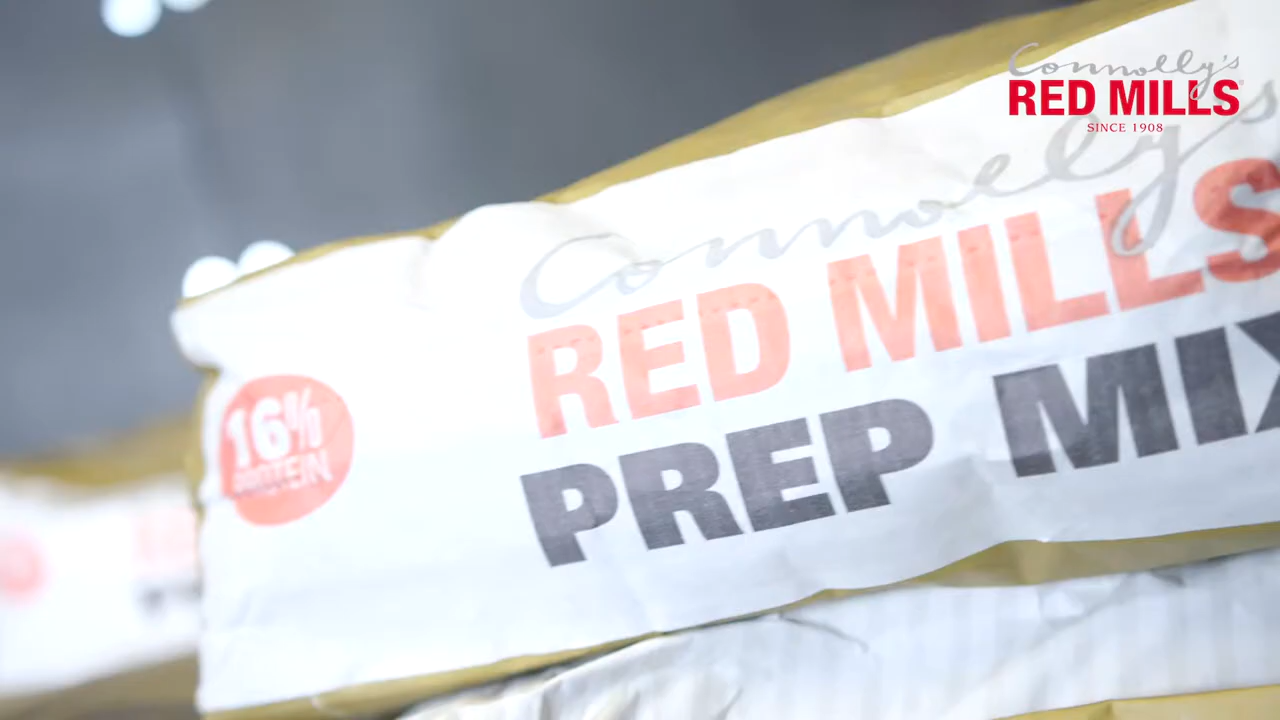 Connolly's
RED MILLS
SINCE 1908
Connolly's
RED MILLS
PREP MIX
16%
PROTEIN